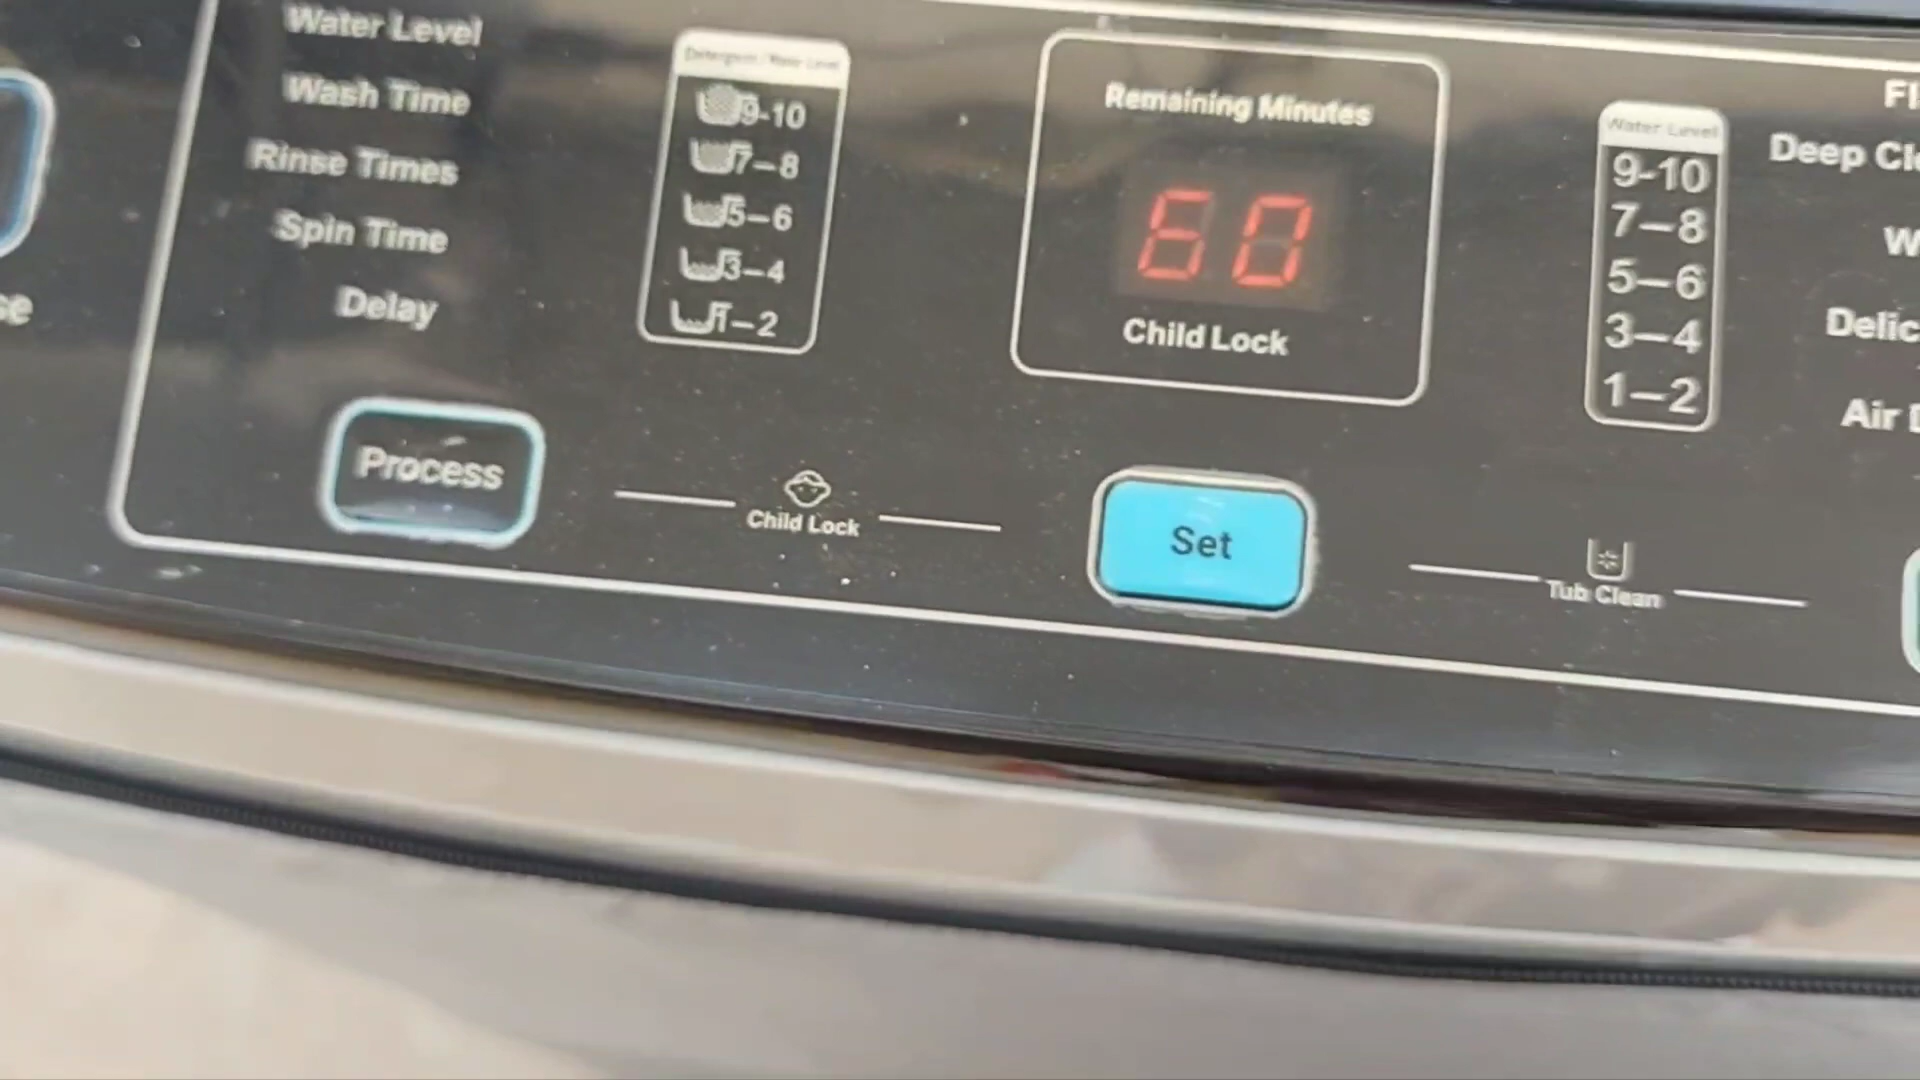 Water Level
Wash Time
Rinse Times
Spin Time
Delay
Process
Detergent / Water Level
9-10
7–8
5–6
3–4
1–2
Child Lock
Remaining Minutes
60
Child Lock
Set
Water Level
9-10
7–8
5–6
3–4
1–2
Tub Clean
Fl
Deep Cl
W
Delic
Air
se